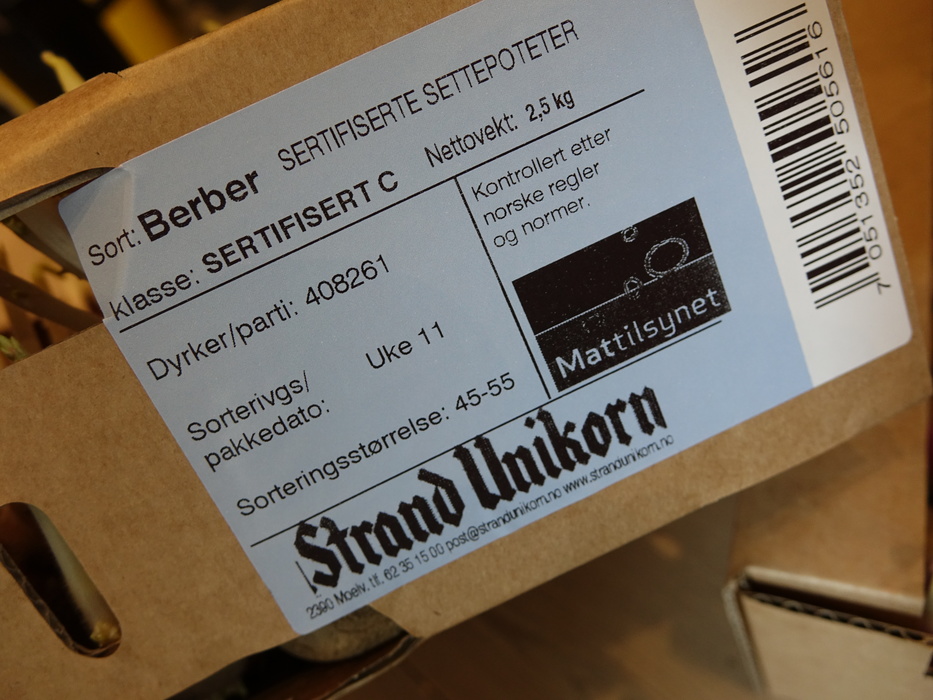 SERTIFISERTE SETTEPOTETER
Sort: Berber
Klasse: SERTIFISERT C
Nettovekt: 2,5 kg
Dyrker/parti: 408261
Sorterivgs/
pakkedato: Uke 11
Sorteringsstørrelse: 45-55
Kontrollert etter
norske regler
og normer.
Mattilsynet
Strand Unikorn
2390 Moelv. tlf. 62 35 15 00 post@strandunikorn.no www.strandunikorn.no
7 051352 505616